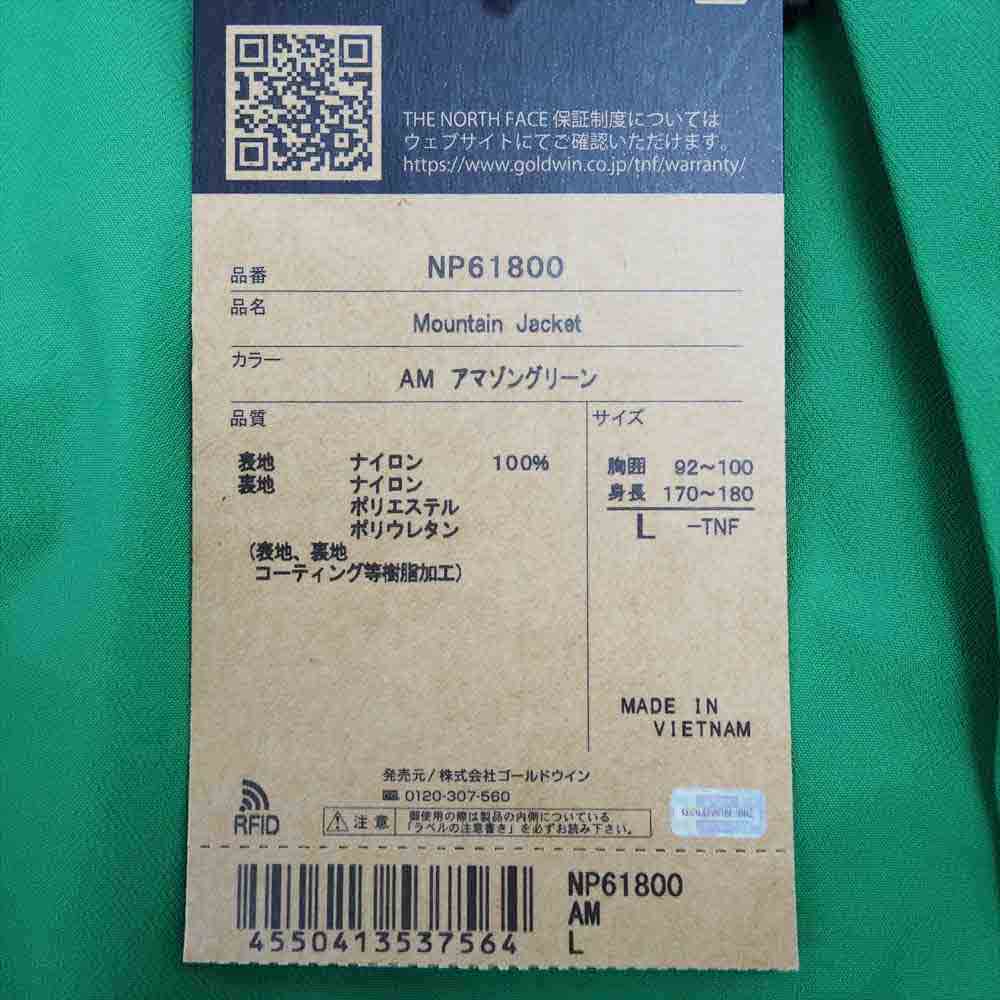 THE NORTH FACE 保証制度については
ウェブサイトにてご確認いただけます。
https://www.goldwin.co.jp/tnf/warranty/
品番 NP61800
品名 Mountain Jacket
カラー AM アマゾングリーン
品質
表地 ナイロン 100%
裏地 ナイロン
ポリエステル
ポリウレタン
(表地、裏地
コーティング等樹脂加工)
サイズ
胸囲 92～100
身長 170～180
L -TNF
MADE IN
VIETNAM
発売元/株式会社ゴールドウイン
0120-307-560
RFID
注意
御使用の際は製品の内側についている
「ラベルの注意書き」を必ずお読み下さい。
4550413537564
NP61800
AM
L